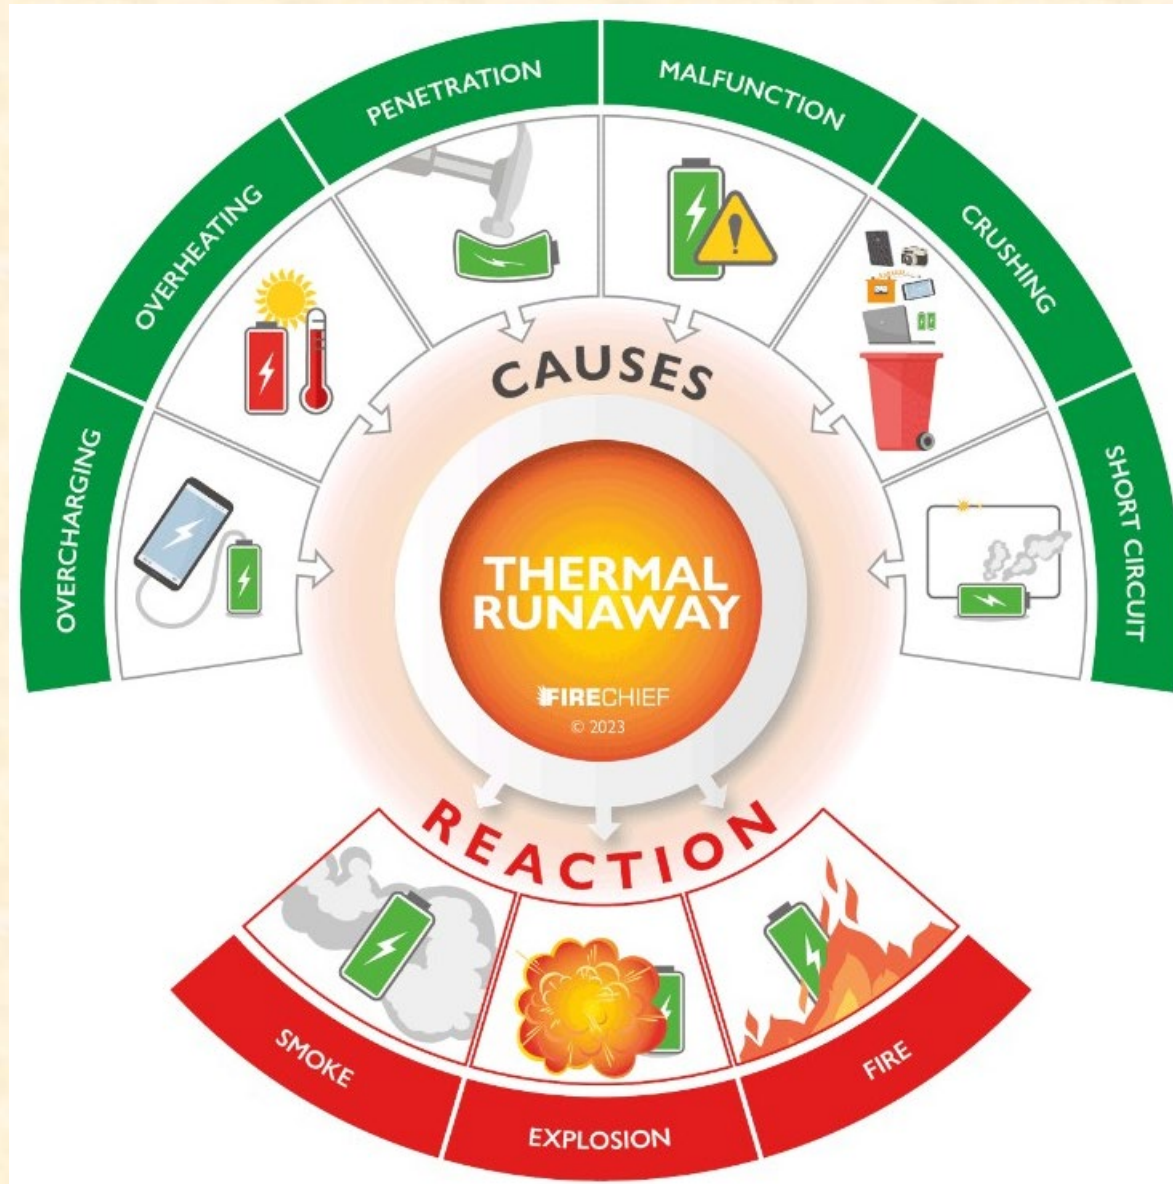 OVERCHARGING
OVERHEATING
PENETRATION
MALFUNCTION
CRUSHING
SHORT CIRCUIT
CAUSES
THERMAL
RUNAWAY
FIRECHIEF
© 2023
REACTION
SMOKE
EXPLOSION
FIRE